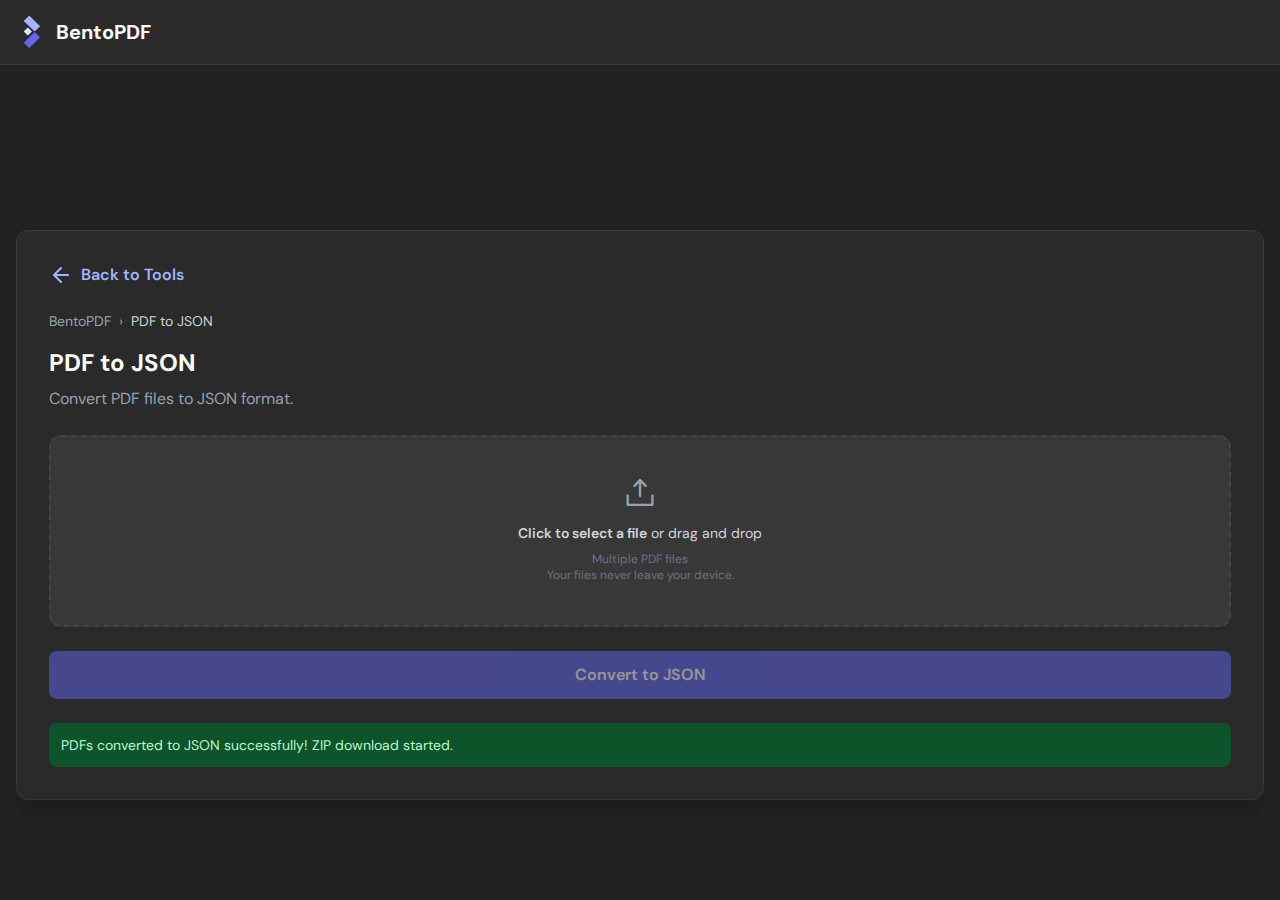 BentoPDF
Back to Tools
BentoPDF › PDF to JSON
PDF to JSON
Convert PDF files to JSON format.
Click to select a file or drag and drop
Multiple PDF files
Your files never leave your device.
Convert to JSON
PDFs converted to JSON successfully! ZIP download started.